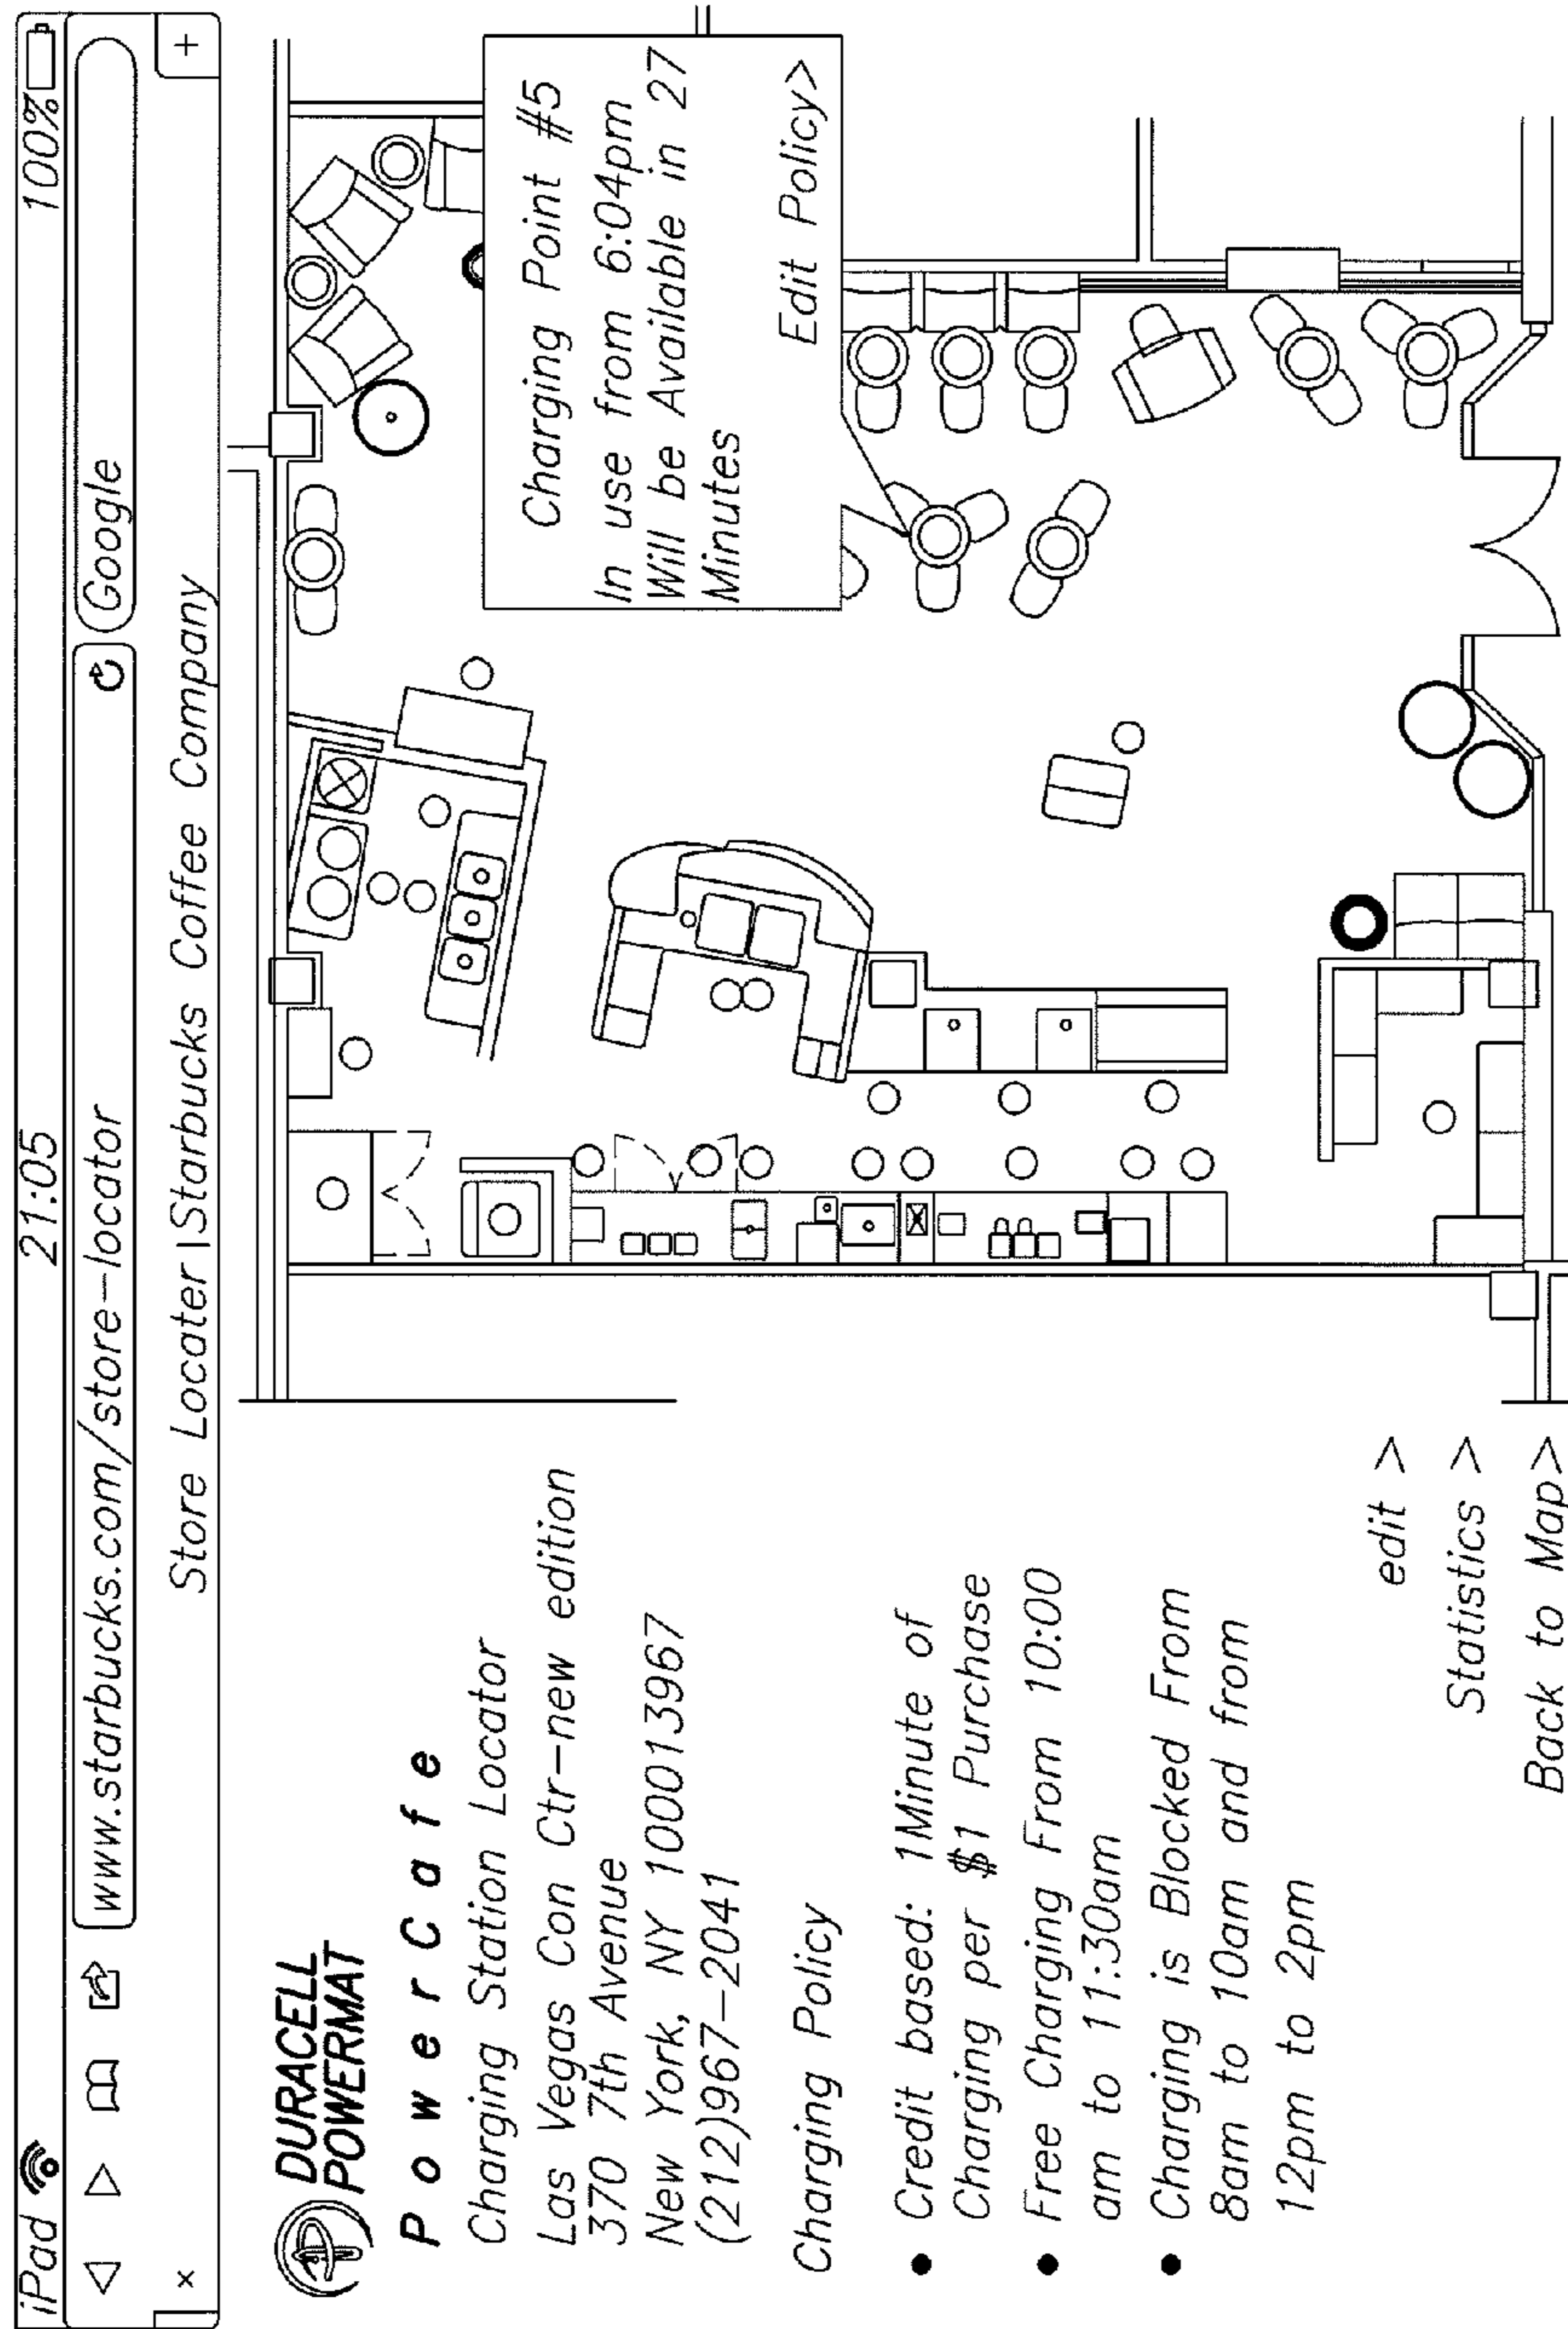 iPad 21:05 100%
www.starbucks.com/store-locator Google
× Store Locater|Starbucks Coffee Company +
DURACELL
POWERMAT
PowerCafe
Charging Station Locator
Las Vegas Con Ctr-new edition
370 7th Avenue
New York, NY 100013967
(212)967-2041
Charging Policy
• Credit based: 1Minute of
Charging per $1 Purchase
• Free Charging From 10:00
am to 11:30am
• Charging is Blocked From
8am to 10am and from
12pm to 2pm
edit >
Statistics >
Back to Map>
Charging Point #5
In use from 6:04pm
Will be Available in 27
Minutes
Edit Policy>